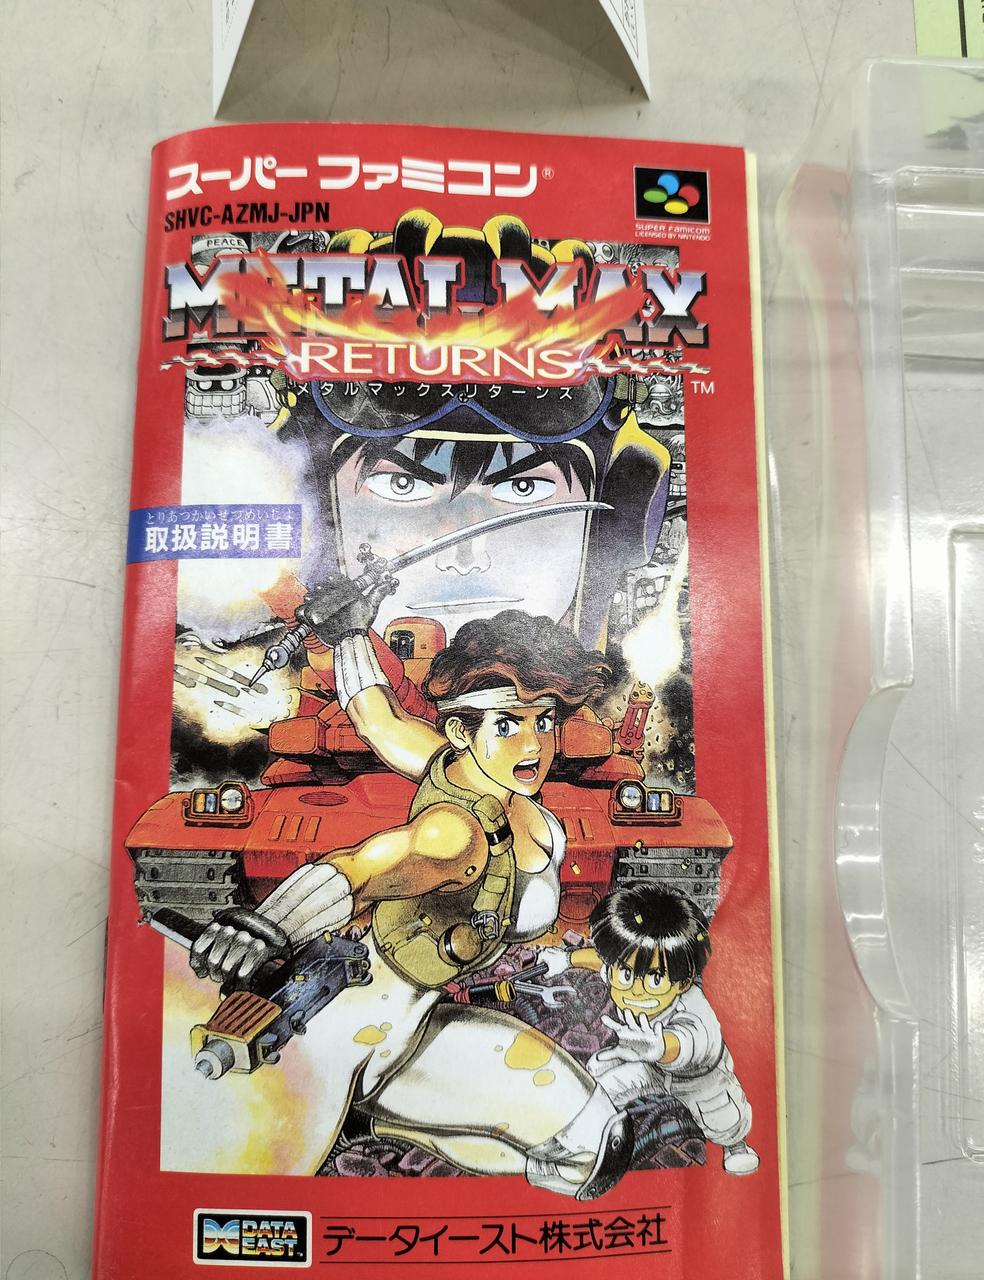 スーパーファミコン®
SHVC-AZMJ-JPN
SUPER FAMICOM
LICENSED BY NINTENDO
PEACE
METAL MAX
RETURNS
TM
メタルマックスリターンズ
とりあつかいせつめいしょ
取扱説明書
DATA
EAST
データイースト株式会社